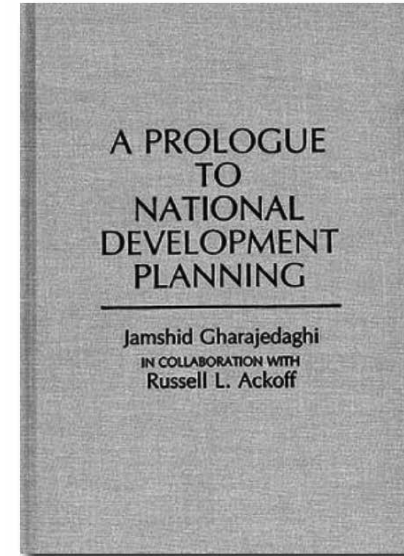 A PROLOGUE
TO
NATIONAL
DEVELOPMENT
PLANNING
Jamshid Gharajedaghi
IN COLLABORATION WITH
Russell L. Ackoff